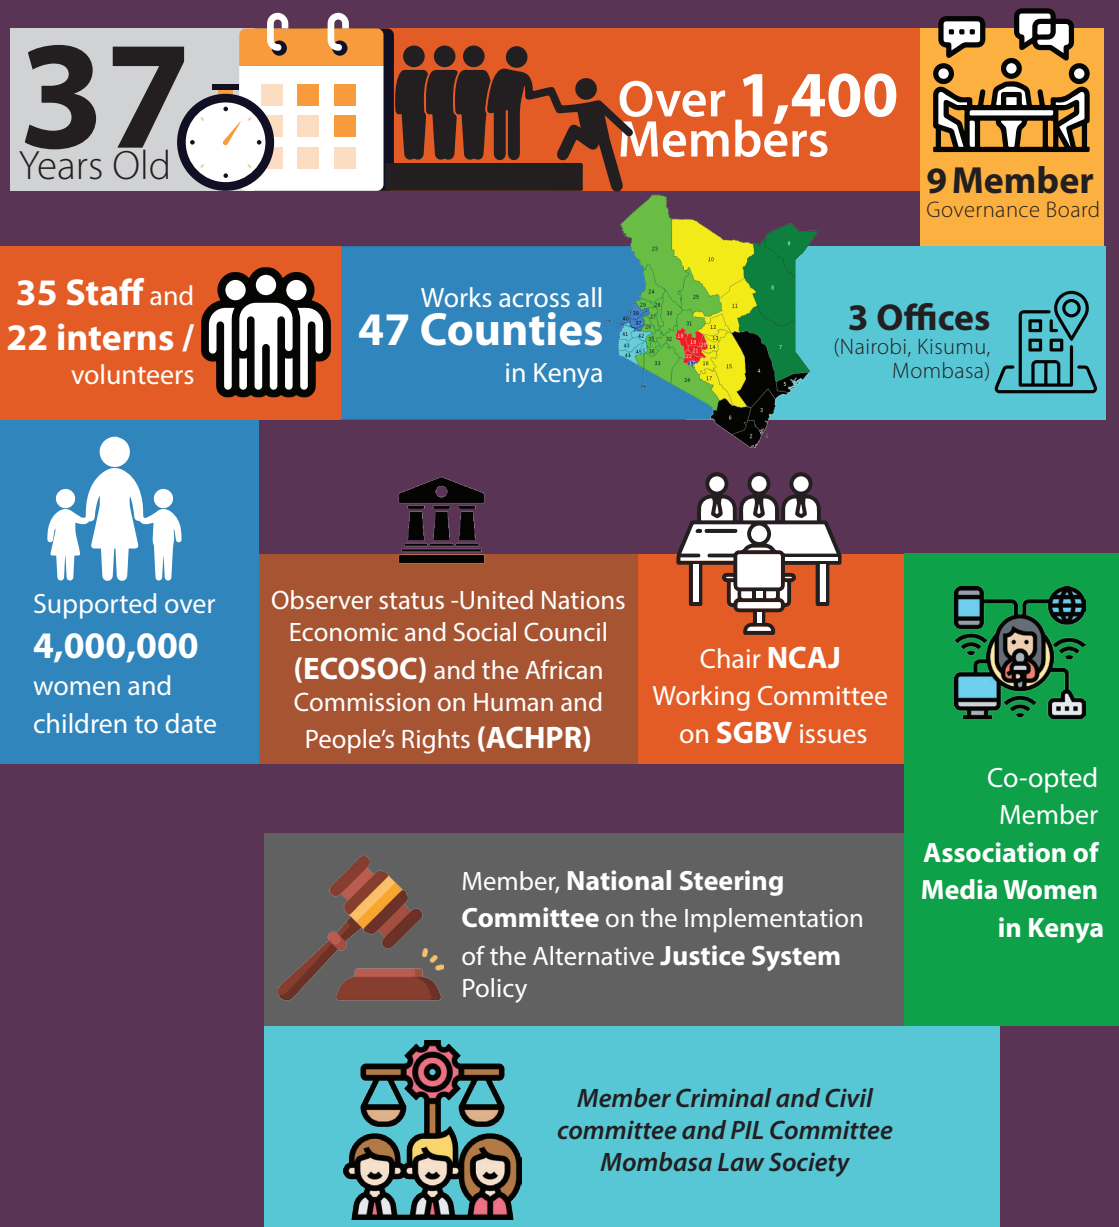 37
Years Old
Over 1,400
Members
9 Member
Governance Board
35 Staff and
22 interns /
volunteers
Works across all
47 Counties
in Kenya
3 Offices
(Nairobi, Kisumu,
Mombasa)
Supported over
4,000,000
women and
children to date
Observer status -United Nations
Economic and Social Council
(ECOSOC) and the African
Commission on Human and
People’s Rights (ACHPR)
Chair NCAJ
Working Committee
on SGBV issues
Co-opted
Member
Association of
Media Women
in Kenya
Member, National Steering
Committee on the Implementation
of the Alternative Justice System
Policy
Member Criminal and Civil
committee and PIL Committee
Mombasa Law Society